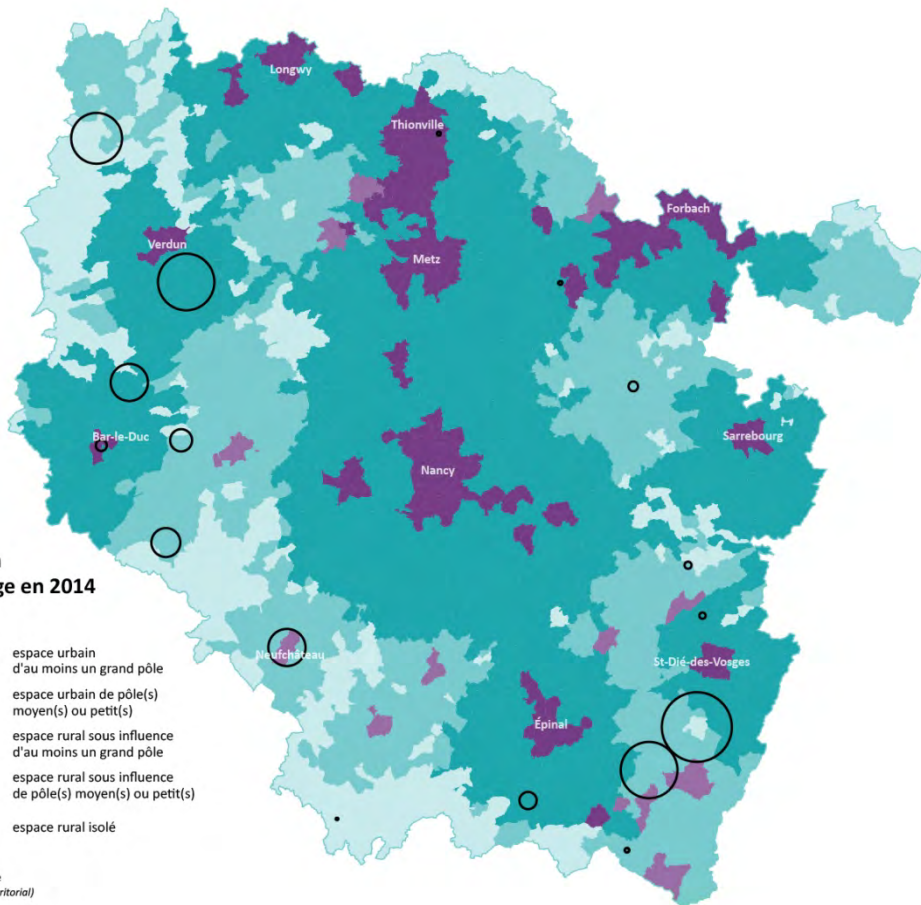 Longwy
Thionville
Forbach
Verdun
Metz
Bar-le-Duc
Sarrebourg
Nancy
ge en 2014
Neufchâteau
St-Dié-des-Vosges
Épinal
espace urbain
d'au moins un grand pôle
espace urbain de pôle(s)
moyen(s) ou petit(s)
espace rural sous influence
d'au moins un grand pôle
espace rural sous influence
de pôle(s) moyen(s) ou petit(s)
espace rural isolé
ritorial)